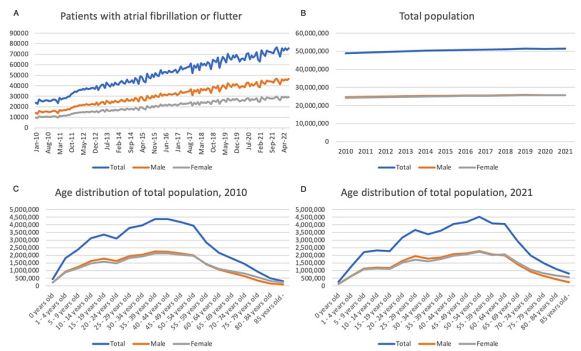 A
Patients with atrial fibrillation or flutter
90000
80000
70000
60000
50000
40000
30000
20000
10000
0
Jan-10
Aug-10
Mar-11
Oct-11
May-12
Dec-12
Jul-13
Feb-14
Sep-14
Apr-15
Nov-15
Jun-16
Jan-17
Aug-17
Mar-18
Oct-18
May-19
Dec-19
Jul-20
Feb-21
Sep-21
Apr-22
Total
Male
Female
B
Total population
60,000,000
50,000,000
40,000,000
30,000,000
20,000,000
10,000,000
0
2010
2011
2012
2013
2014
2015
2016
2017
2018
2019
2020
2021
Total
Male
Female
C
Age distribution of total population, 2010
5,000,000
4,500,000
4,000,000
3,500,000
3,000,000
2,500,000
2,000,000
1,500,000
1,000,000
500,000
0
0 years old
1 - 4 years old
5 - 9 years old
10 - 14 years old
15 - 19 years old
20 - 24 years old
25 - 29 years old
30 - 34 years old
35 - 39 years old
40 - 44 years old
45 - 49 years old
50 - 54 years old
55 - 59 years old
60 - 64 years old
65 - 69 years old
70 - 74 years old
75 - 79 years old
80 - 84 years old
85 years old -
Total
Male
Female
D
Age distribution of total population, 2021
5,000,000
4,500,000
4,000,000
3,500,000
3,000,000
2,500,000
2,000,000
1,500,000
1,000,000
500,000
0
0 years old
1 - 4 years old
5 - 9 years old
10 - 14 years old
15 - 19 years old
20 - 24 years old
25 - 29 years old
30 - 34 years old
35 - 39 years old
40 - 44 years old
45 - 49 years old
50 - 54 years old
55 - 59 years old
60 - 64 years old
65 - 69 years old
70 - 74 years old
75 - 79 years old
80 - 84 years old
85 years old -
Total
Male
Female